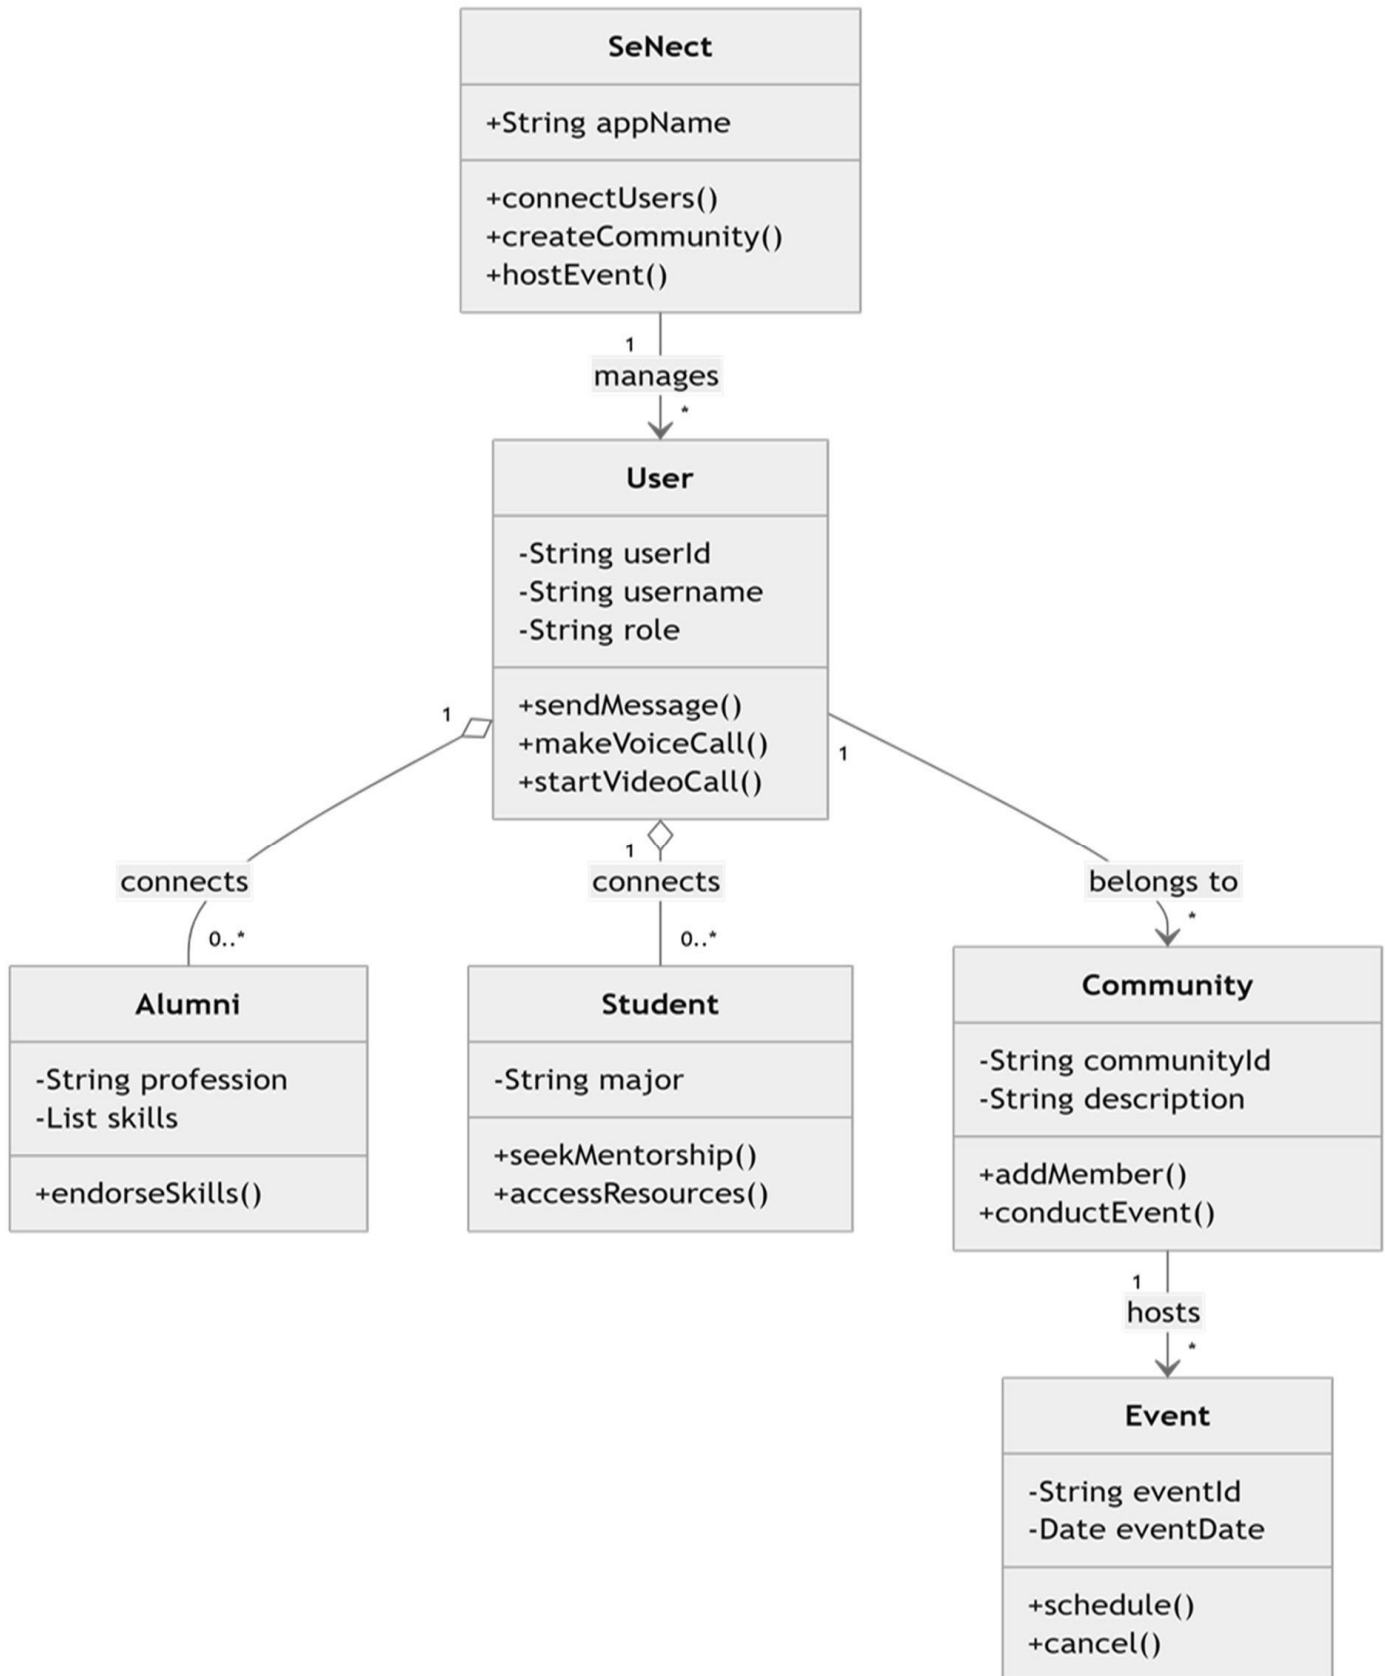 SeNect
+String appName
+connectUsers()
+createCommunity()
+hostEvent()
1
manages
*
User
-String userId
-String username
-String role
+sendMessage()
+makeVoiceCall()
+startVideoCall()
1
1
1
connects
connects
belongs to
0..*
0..*
*
Alumni
-String profession
-List skills
+endorseSkills()
Student
-String major
+seekMentorship()
+accessResources()
Community
-String communityId
-String description
+addMember()
+conductEvent()
1
hosts
*
Event
-String eventId
-Date eventDate
+schedule()
+cancel()